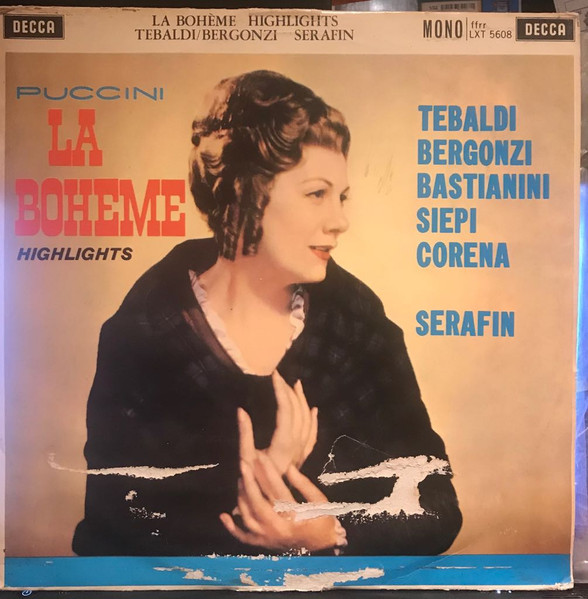 DECCA
LA BOHÈME HIGHLIGHTS
TEBALDI/BERGONZI SERAFIN
MONO
ffrr
LXT 5608
DECCA
PUCCINI
LA
BOHEME
HIGHLIGHTS
TEBALDI
BERGONZI
BASTIANINI
SIEPI
CORENA
SERAFIN